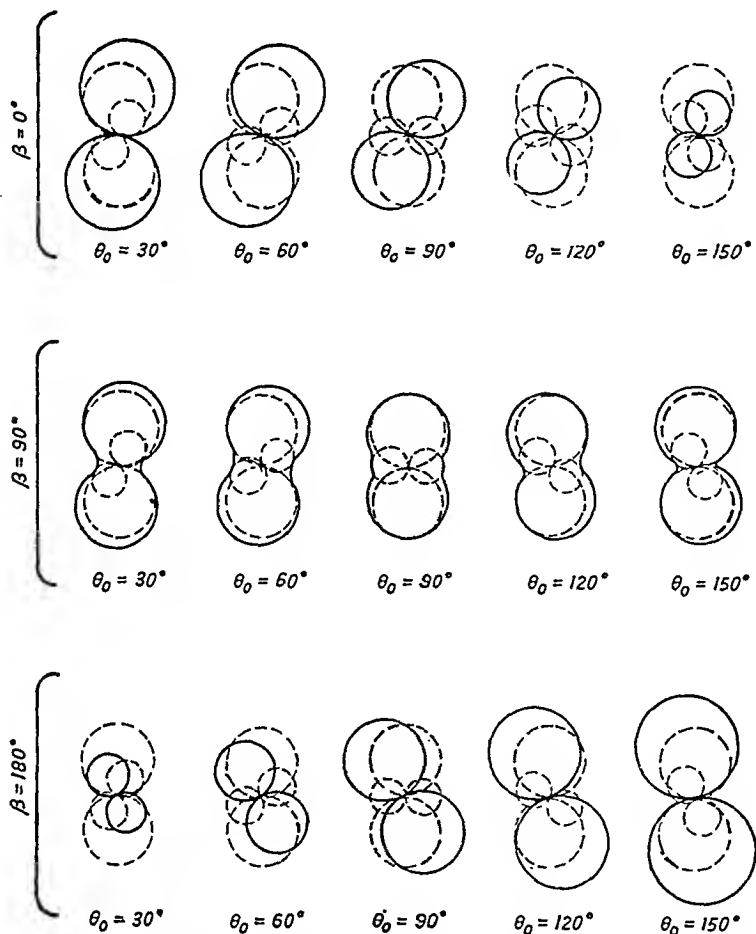 β=0°
θ₀ = 30° θ₀ = 60° θ₀ = 90° θ₀ = 120° θ₀ = 150°
β=90°
θ₀ = 30° θ₀ = 60° θ₀ = 90° θ₀ = 120° θ₀ = 150°
β=180°
θ₀ = 30° θ₀ = 60° θ₀ = 90° θ₀ = 120° θ₀ = 150°